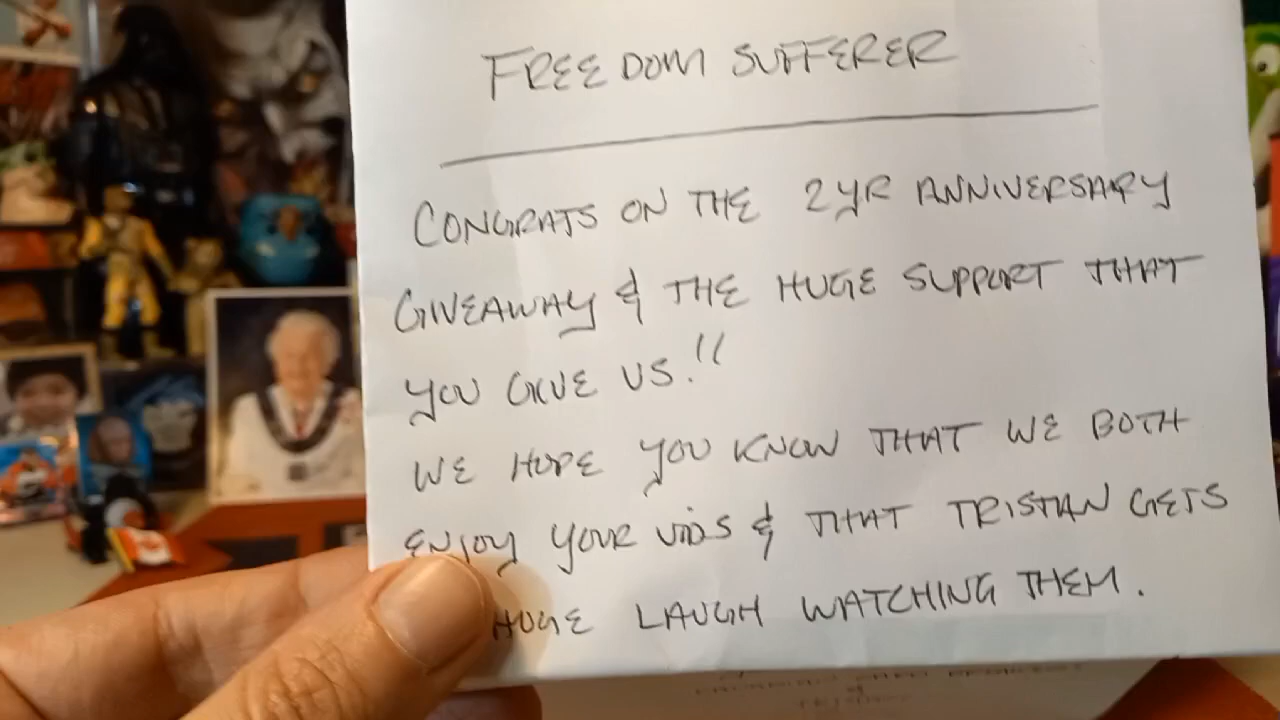 FREEDOM SUFFERER
CONGRATS ON THE 2YR ANNIVERSARY
GIVEAWAY & THE HUGE SUPPORT THAT
YOU GIVE US!!
WE HOPE YOU KNOW THAT WE BOTH
ENJOY YOUR VIDS & THAT TRISTIAN GETS
HUGE LAUGH WATCHING THEM.